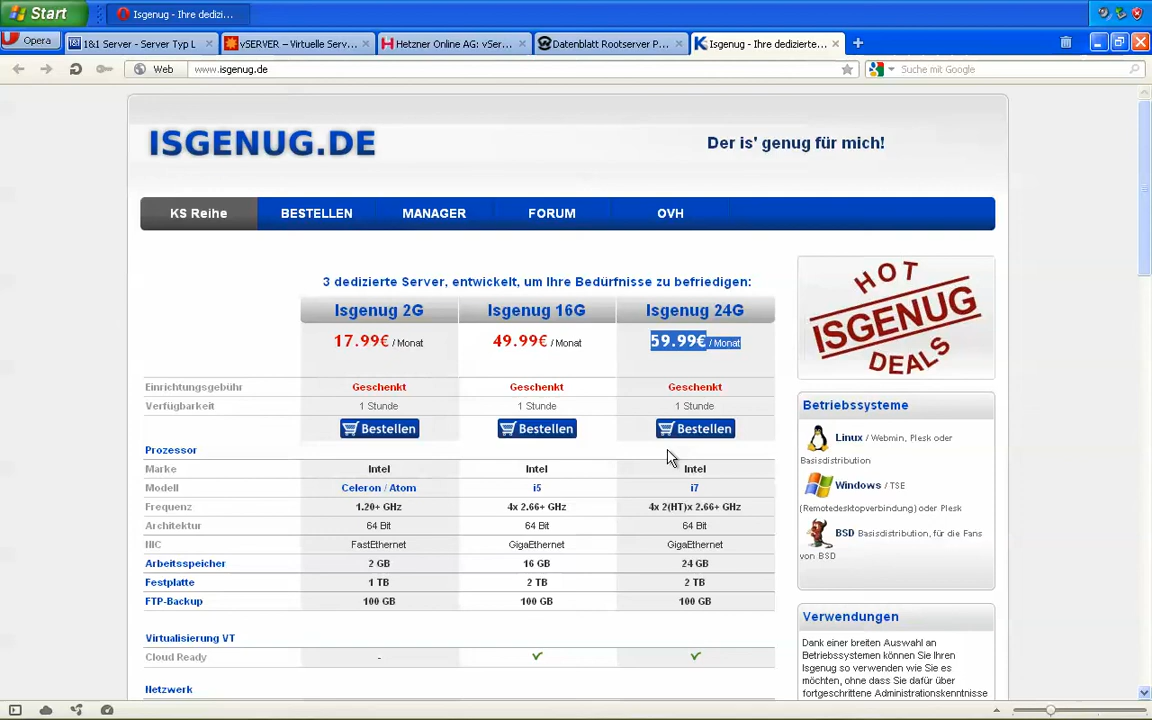 Start
Isgenug - Ihre dedizi...
Opera
1&1 Server - Server Typ L
vSERVER – Virtuelle Serv...
Hetzner Online AG: vSer...
Datenblatt Rootserver P...
Isgenug - Ihre dedizierte...
Web
www.isgenug.de
Suche mit Google
ISGENUG.DE
Der is' genug für mich!
KS Reihe
BESTELLEN
MANAGER
FORUM
OVH
3 dedizierte Server, entwickelt, um Ihre Bedürfnisse zu befriedigen:
Isgenug 2G Isgenug 16G Isgenug 24G
17.99€ / Monat 49.99€ / Monat 59.99€ / Monat
Einrichtungsgebühr Geschenkt Geschenkt Geschenkt
Verfügbarkeit 1 Stunde 1 Stunde 1 Stunde
Bestellen Bestellen Bestellen
Prozessor
Marke Intel Intel Intel
Modell Celeron / Atom i5 i7
Frequenz 1.20+ GHz 4x 2.66+ GHz 4x 2(HT)x 2.66+ GHz
Architektur 64 Bit 64 Bit 64 Bit
NIC FastEthernet GigaEthernet GigaEthernet
Arbeitsspeicher 2 GB 16 GB 24 GB
Festplatte 1 TB 2 TB 2 TB
FTP-Backup 100 GB 100 GB 100 GB
Virtualisierung VT
Cloud Ready -
Netzwerk
HOT
ISGENUG
DEALS
Betriebssysteme
Linux / Webmin, Plesk oder
Basisdistribution
Windows / TSE
(Remotedesktopverbindung) oder Plesk
BSD Basisdistribution, für die Fans
von BSD
Verwendungen
Dank einer breiten Auswahl an
Betriebssystemen können Sie Ihren
Isgenug so verwenden wie Sie es
möchten, ohne dass Sie dafür über
fortgeschrittene Administrationskenntnisse